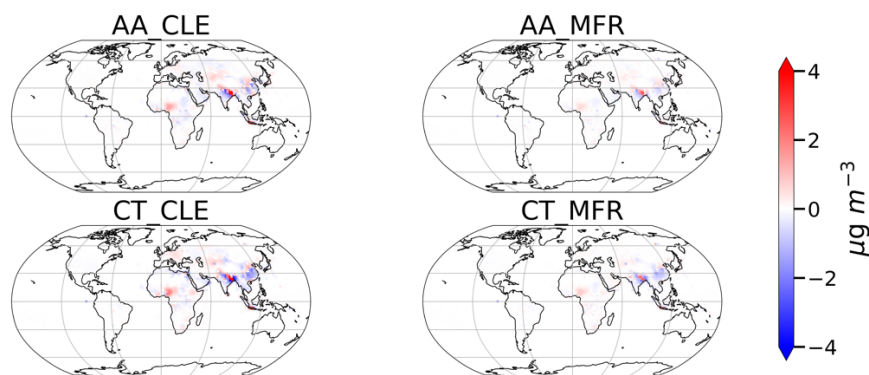 AA_CLE
AA_MFR
CT_CLE
CT_MFR
4
2
0
−2
−4
μg m⁻³